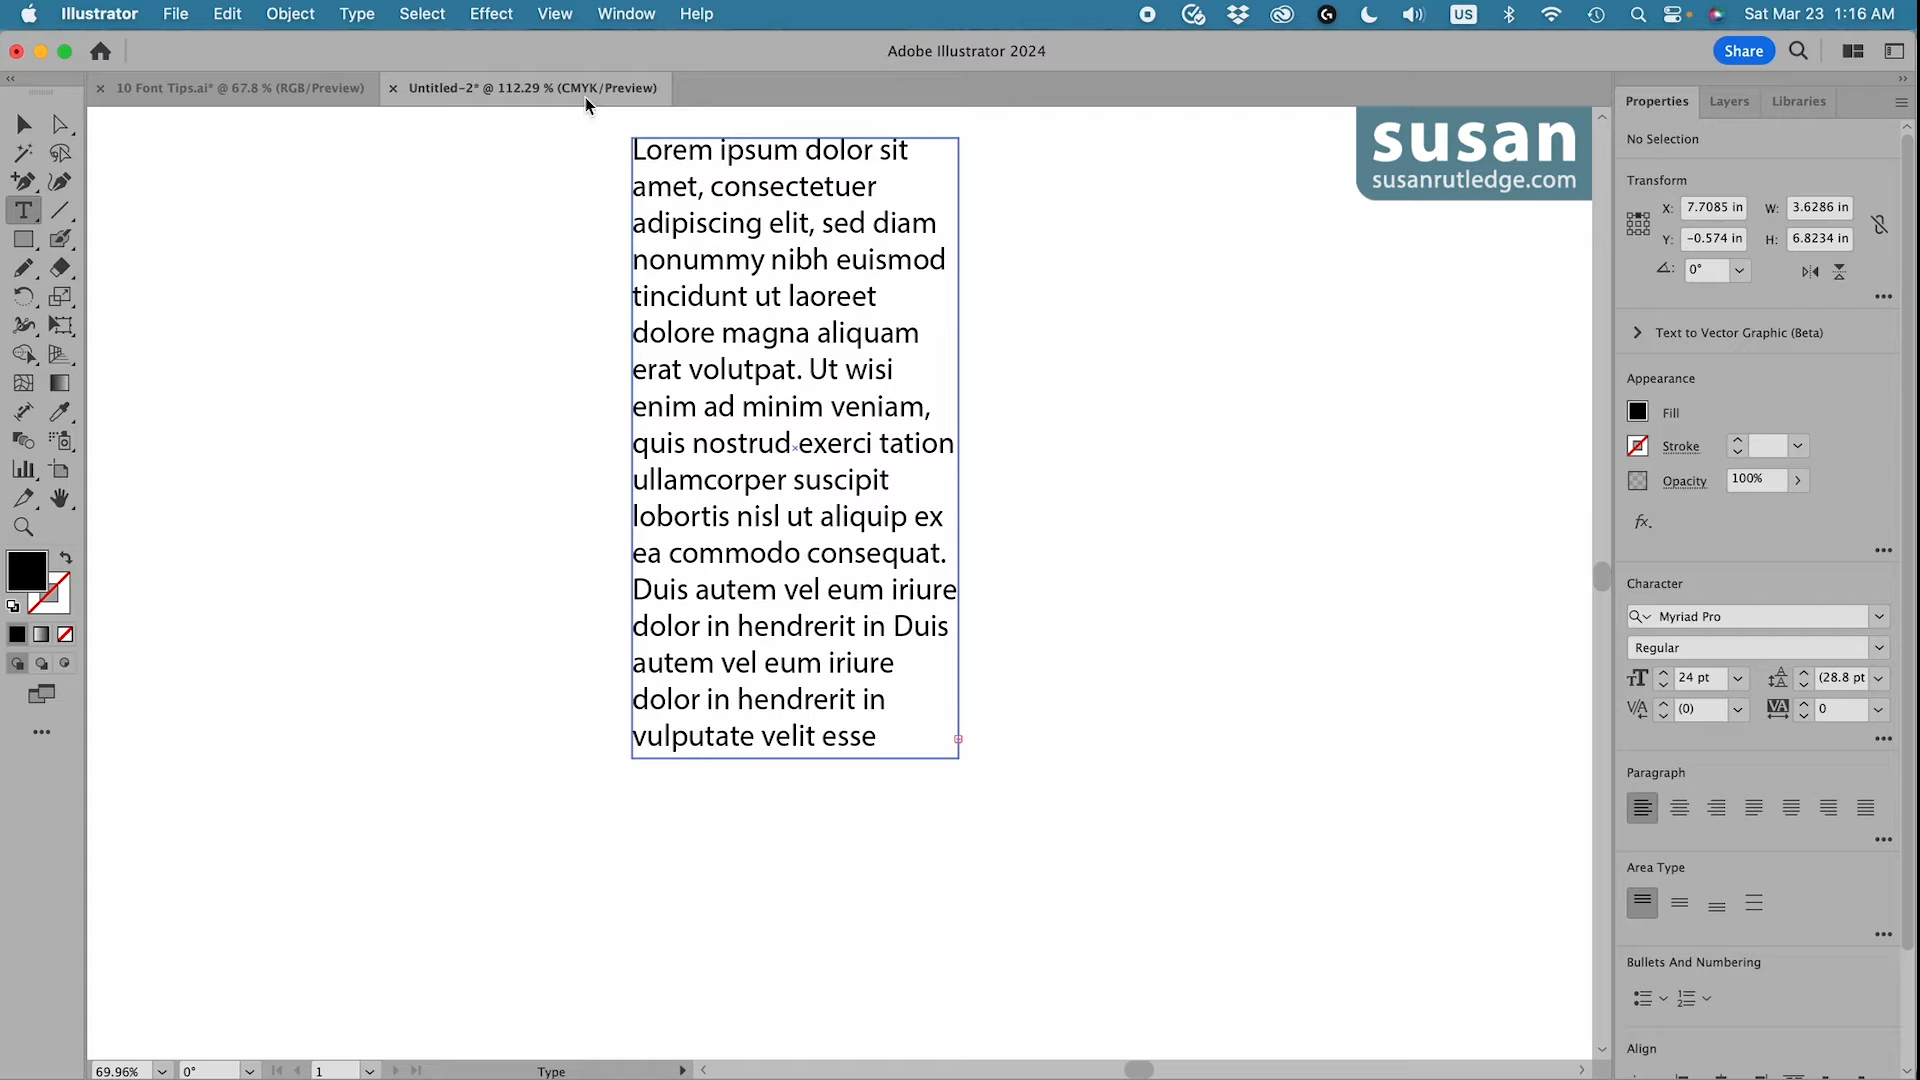 Illustrator File Edit Object Type Select Effect View Window Help US Sat Mar 23 1:16 AM
Adobe Illustrator 2024 Share
10 Font Tips.ai* @ 67.8 % (RGB/Preview) Untitled-2* @ 112.29 % (CMYK/Preview)
Properties Layers Libraries
susan
susanrutledge.com
Lorem ipsum dolor sit
amet, consectetuer
adipiscing elit, sed diam
nonummy nibh euismod
tincidunt ut laoreet
dolore magna aliquam
erat volutpat. Ut wisi
enim ad minim veniam,
quis nostrud exerci tation
ullamcorper suscipit
lobortis nisl ut aliquip ex
ea commodo consequat.
Duis autem vel eum iriure
dolor in hendrerit in Duis
autem vel eum iriure
dolor in hendrerit in
vulputate velit esse
No Selection
Transform
X: 7.7085 in W: 3.6286 in
Y: -0.574 in H: 6.8234 in
0°
Text to Vector Graphic (Beta)
Appearance
Fill
Stroke
Opacity 100%
fx.
Character
Myriad Pro
Regular
24 pt (28.8 pt
(0) 0
Paragraph
Area Type
Bullets And Numbering
Align
69.96% 0° 1 Type